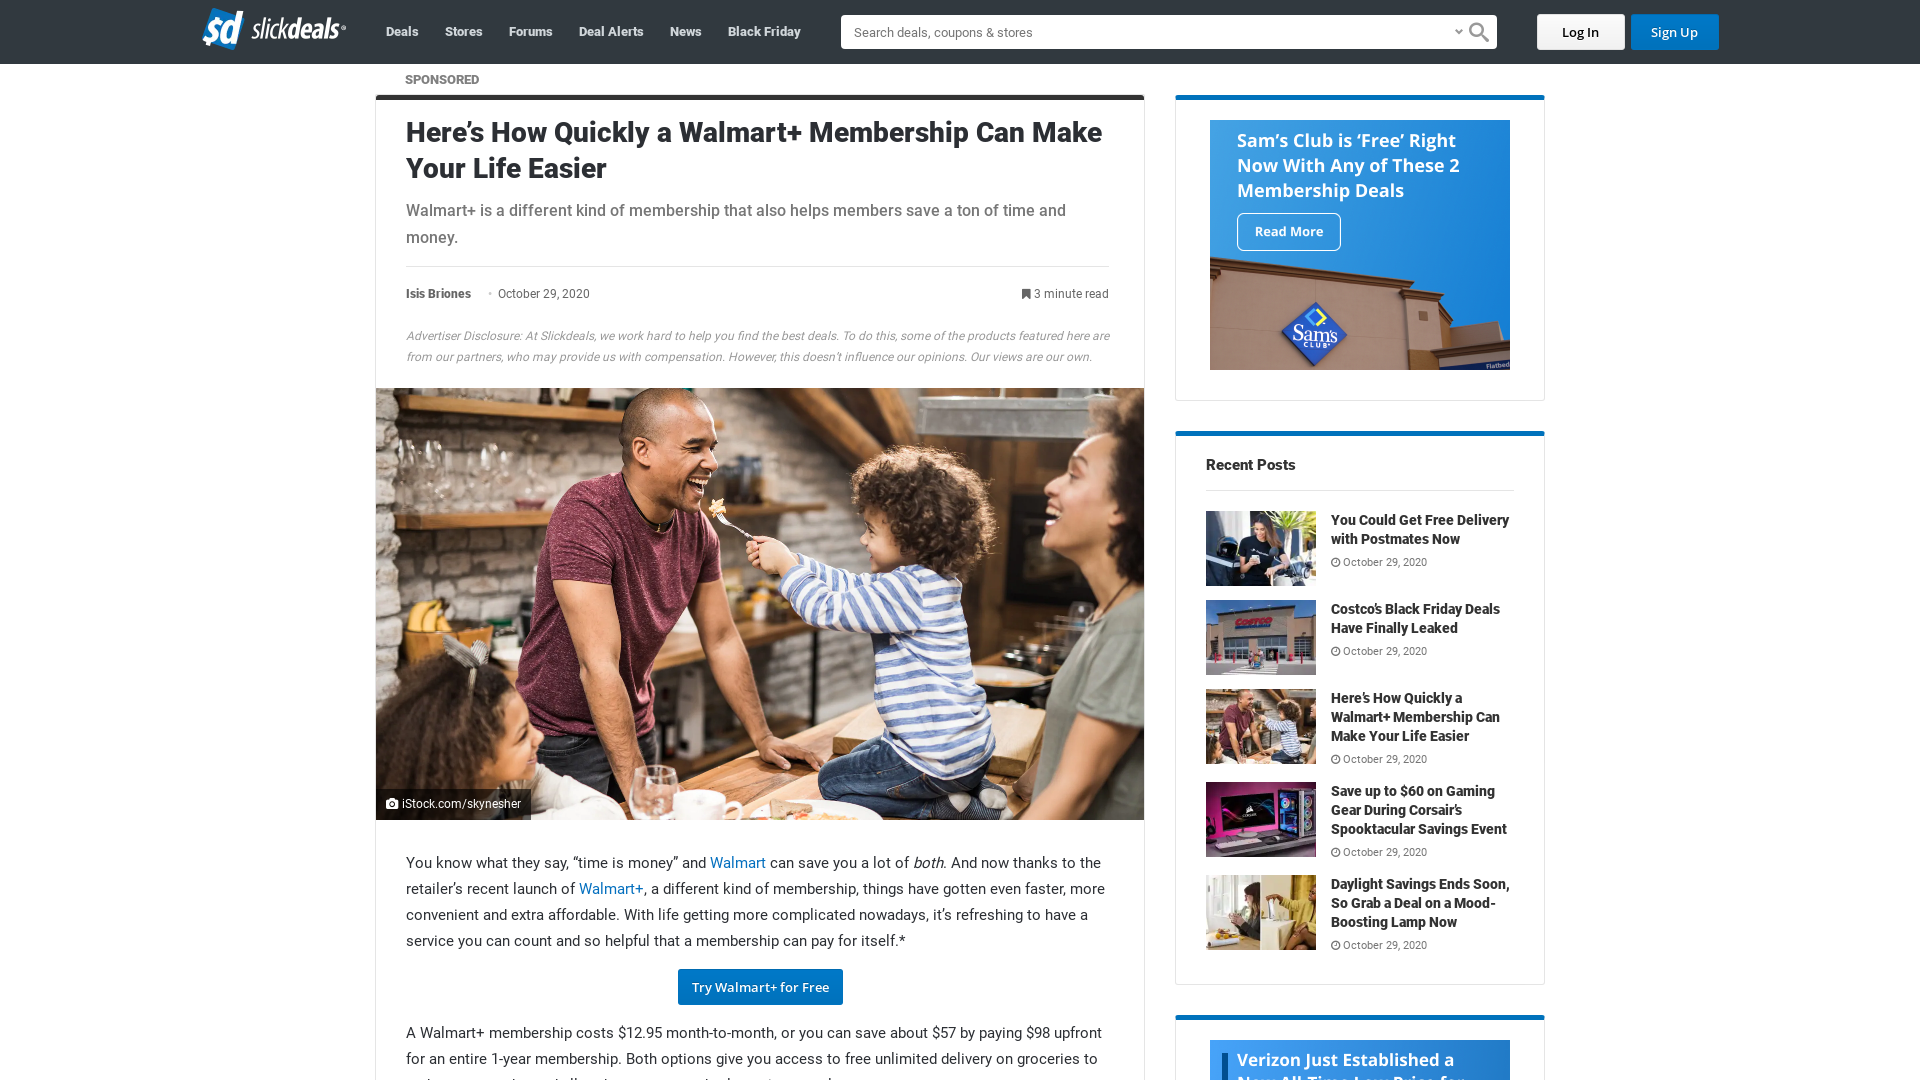 slickdeals
Deals
Stores
Forums
Deal Alerts
News
Black Friday
Search deals, coupons & stores
Log In
Sign Up
SPONSORED
Here’s How Quickly a Walmart+ Membership Can Make
Your Life Easier
Walmart+ is a different kind of membership that also helps members save a ton of time and
money.
Isis Briones
October 29, 2020
3 minute read
Advertiser Disclosure: At Slickdeals, we work hard to help you find the best deals. To do this, some of the products featured here are
from our partners, who may provide us with compensation. However, this doesn’t influence our opinions. Our views are our own.
iStock.com/skynesher
You know what they say, “time is money” and Walmart can save you a lot of both. And now thanks to the
retailer’s recent launch of Walmart+, a different kind of membership, things have gotten even faster, more
convenient and extra affordable. With life getting more complicated nowadays, it’s refreshing to have a
service you can count and so helpful that a membership can pay for itself.*
Try Walmart+ for Free
A Walmart+ membership costs $12.95 month-to-month, or you can save about $57 by paying $98 upfront
for an entire 1-year membership. Both options give you access to free unlimited delivery on groceries to
Sam’s Club is ‘Free’ Right
Now With Any of These 2
Membership Deals
Read More
Sam's
CLUB
Flatbed
Recent Posts
You Could Get Free Delivery
with Postmates Now
October 29, 2020
COSTCO
Costco’s Black Friday Deals
Have Finally Leaked
October 29, 2020
Here’s How Quickly a
Walmart+ Membership Can
Make Your Life Easier
October 29, 2020
Save up to $60 on Gaming
Gear During Corsair’s
Spooktacular Savings Event
October 29, 2020
Daylight Savings Ends Soon,
So Grab a Deal on a Mood-
Boosting Lamp Now
October 29, 2020
Verizon Just Established a